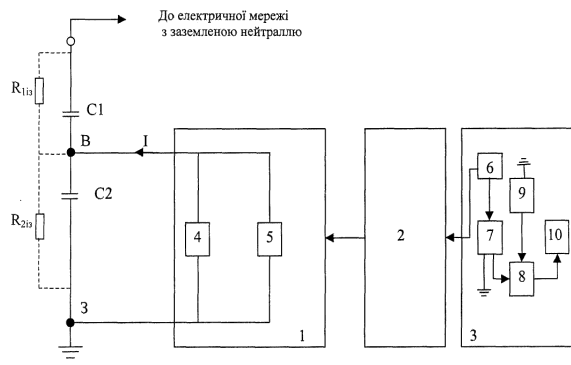 До електричної мережі
з заземленою нейтраллю
R1із
C1
В
I
C2
R2із
4
5
2
6
7
9
8
10
З
1
3